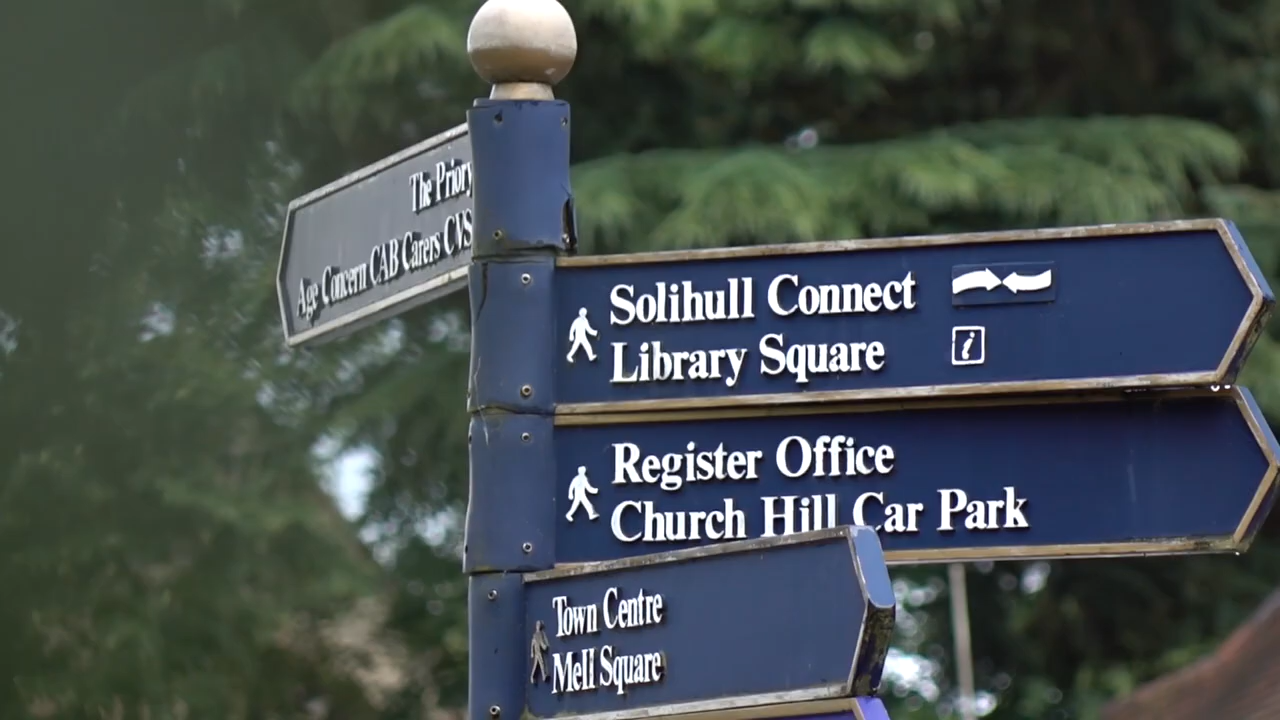 The Priory
Age Concern CAB Carers CVS
Solihull Connect
Library Square
i
Register Office
Church Hill Car Park
Town Centre
Mell Square